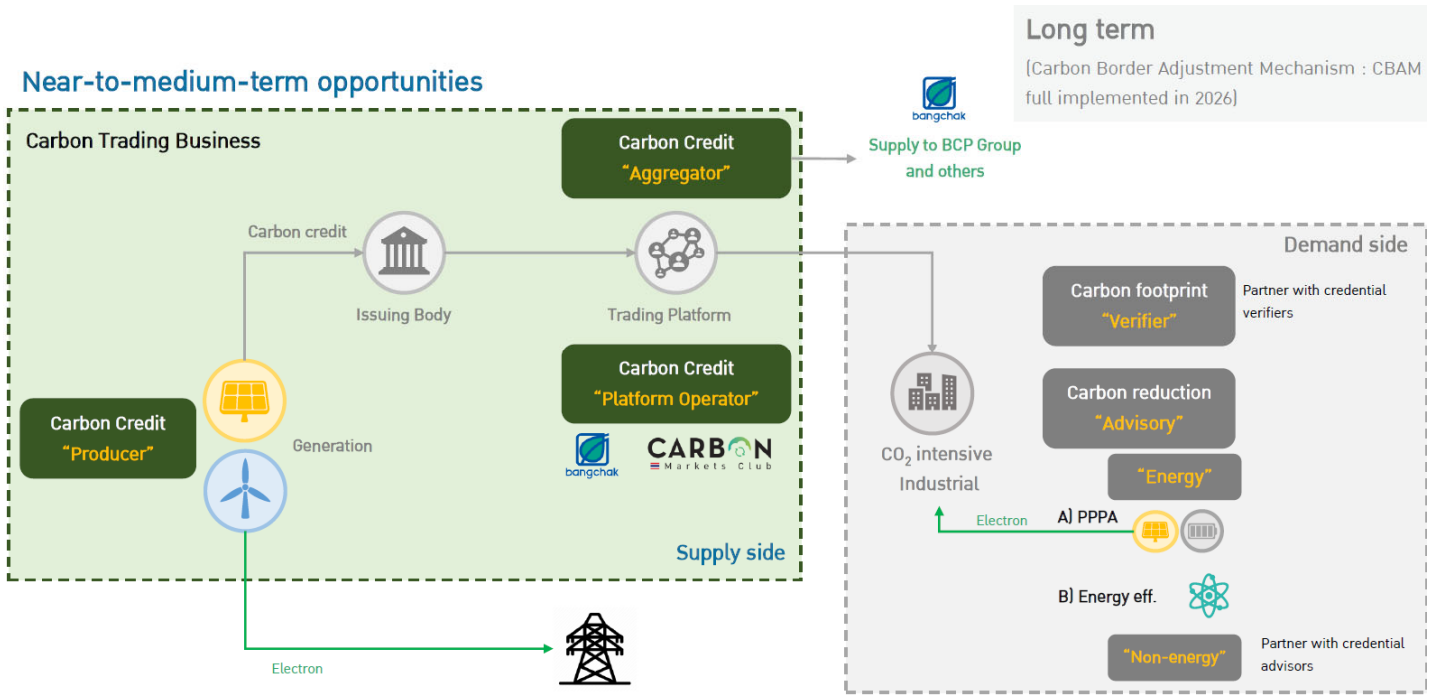 Long term
(Carbon Border Adjustment Mechanism : CBAM
full implemented in 2026)
Near-to-medium-term opportunities
Carbon Trading Business
Carbon Credit
“Aggregator”
bangchak
Supply to BCP Group
and others
Carbon credit
Issuing Body
Trading Platform
Carbon Credit
“Platform Operator”
bangchak
CARBON
Markets Club
Carbon Credit
“Producer”
Generation
Supply side
Electron
Demand side
Carbon footprint
“Verifier”
Partner with credential
verifiers
Carbon reduction
“Advisory”
CO₂ intensive
Industrial
“Energy”
Electron
A) PPPA
B) Energy eff.
“Non-energy”
Partner with credential
advisors